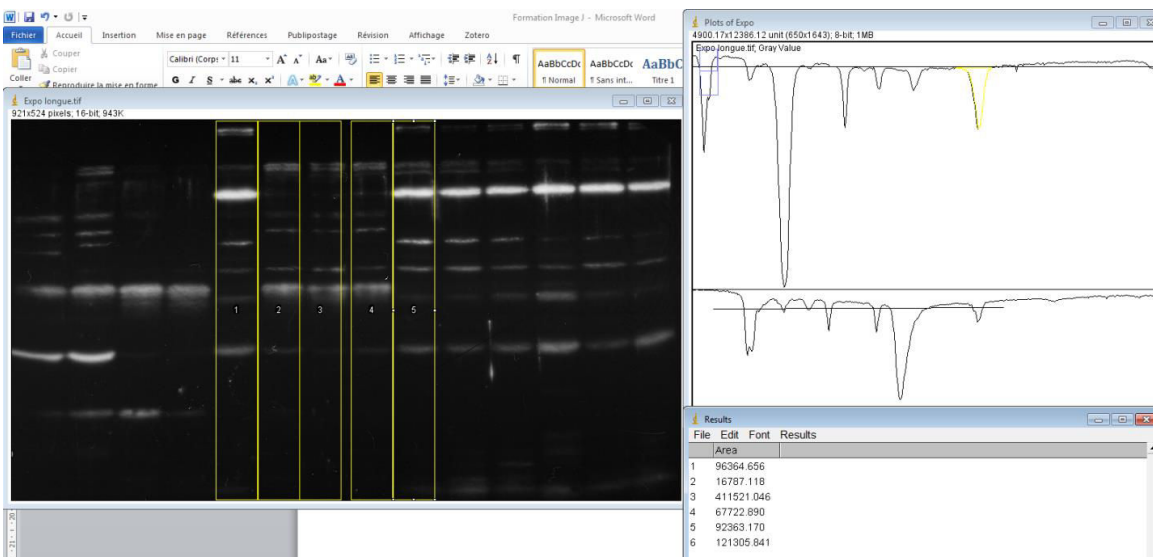 Formation Image J - Microsoft Word
Fichier Accueil Insertion Mise en page Références Publipostage Révision Affichage Zotero
Couper
Copier
Coller Reproduire la mise en forme
Calibri (Corp: 11
G I S abc x, x² A
AaBbCcDc AaBbCcDc AaBbC
¶ Normal ¶ Sans int... Titre 1
Expo longue.tif
921x524 pixels; 16-bit; 943K
1 2 3 4 5
Plots of Expo
4900.17x12386.12 unit (650x1643); 8-bit; 1MB
Expo longue.tif, Gray Value
Results
File Edit Font Results
Area
1 96364.656
2 16787.118
3 411521.046
4 67722.890
5 92363.170
6 121305.841